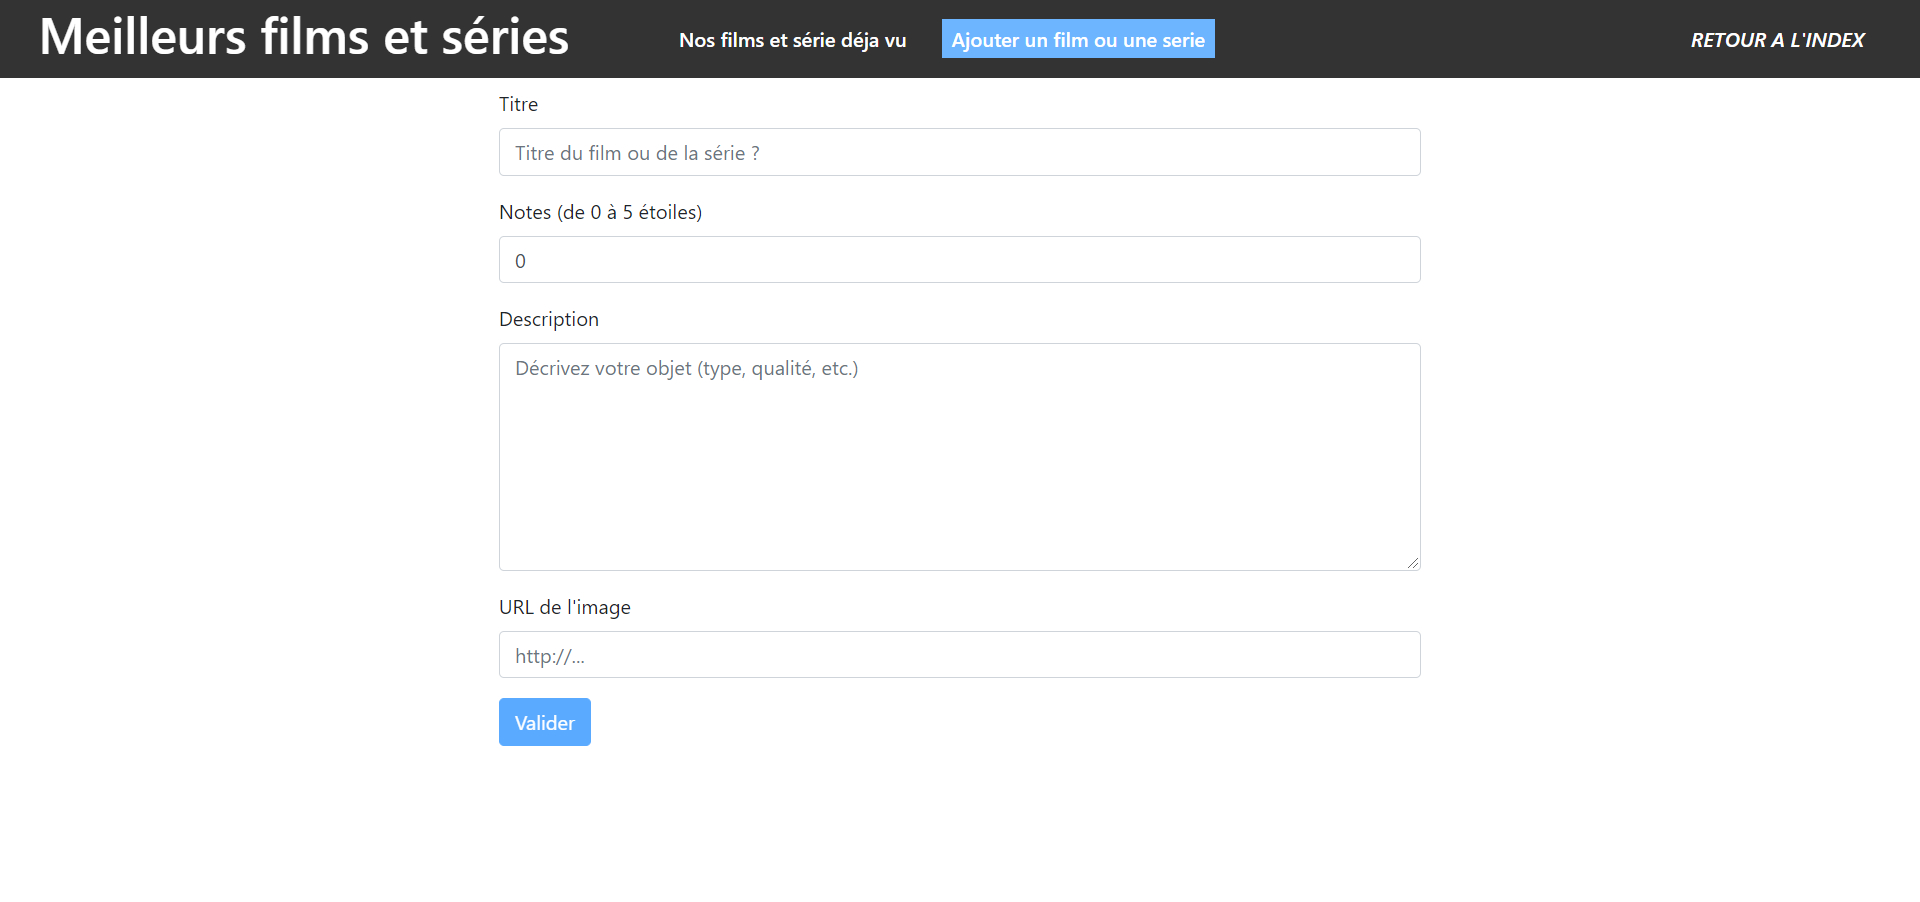 Meilleurs films et séries
Nos films et série déja vu
Ajouter un film ou une serie
RETOUR A L'INDEX
Titre
Titre du film ou de la série ?
Notes (de 0 à 5 étoiles)
0
Description
Décrivez votre objet (type, qualité, etc.)
URL de l'image
http://...
Valider